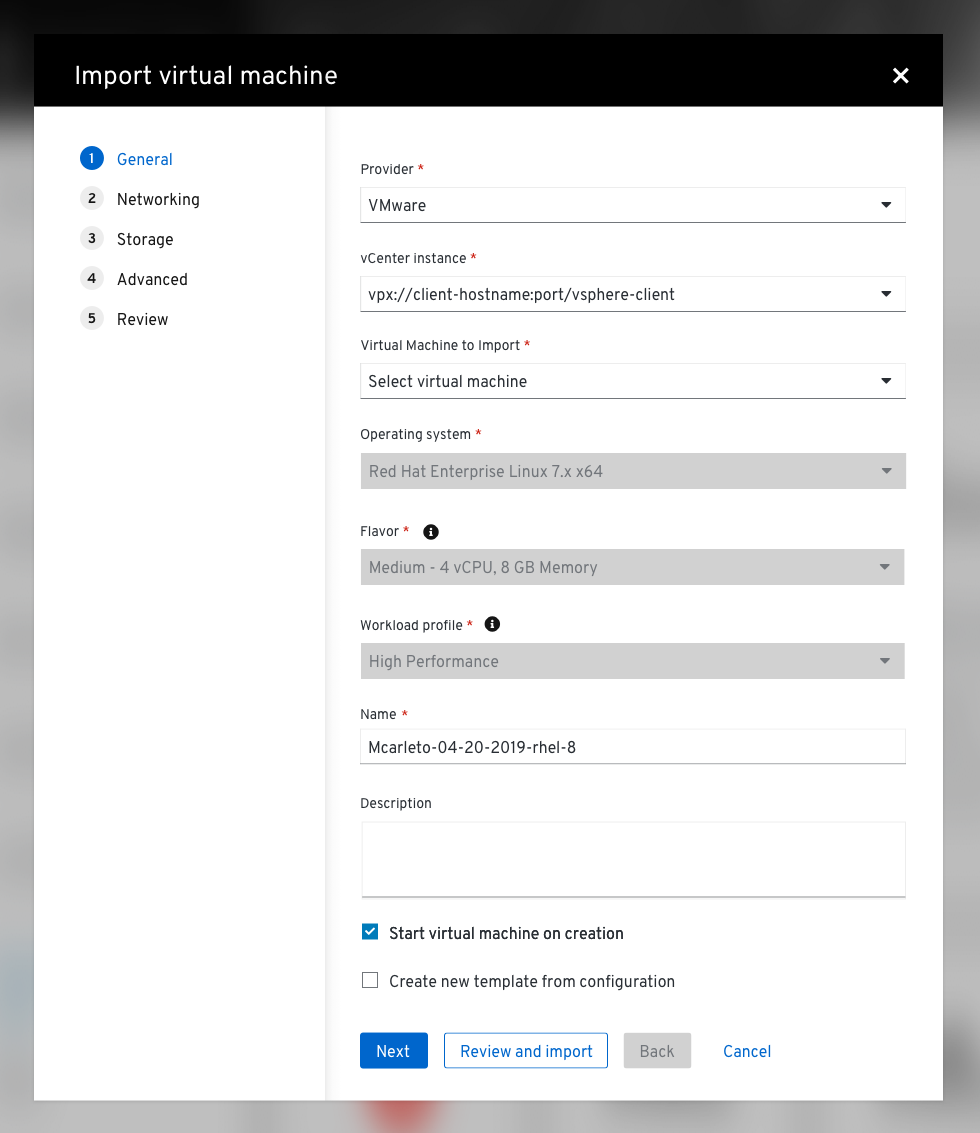 Import virtual machine
1 General
2 Networking
3 Storage
4 Advanced
5 Review
Provider *
VMware
vCenter instance *
vpx://client-hostname:port/vsphere-client
Virtual Machine to Import *
Select virtual machine
Operating system *
Red Hat Enterprise Linux 7.x x64
Flavor *
Medium - 4 vCPU, 8 GB Memory
Workload profile *
High Performance
Name *
Mcarleto-04-20-2019-rhel-8
Description
Start virtual machine on creation
Create new template from configuration
Next Review and import Back Cancel